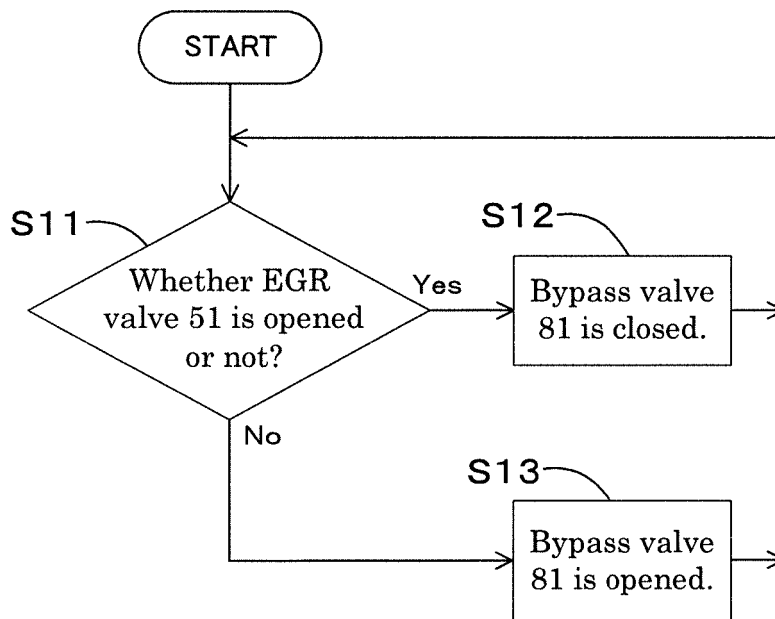 START
S11
Whether EGR
valve 51 is opened
or not?
Yes
S12
Bypass valve
81 is closed.
No
S13
Bypass valve
81 is opened.